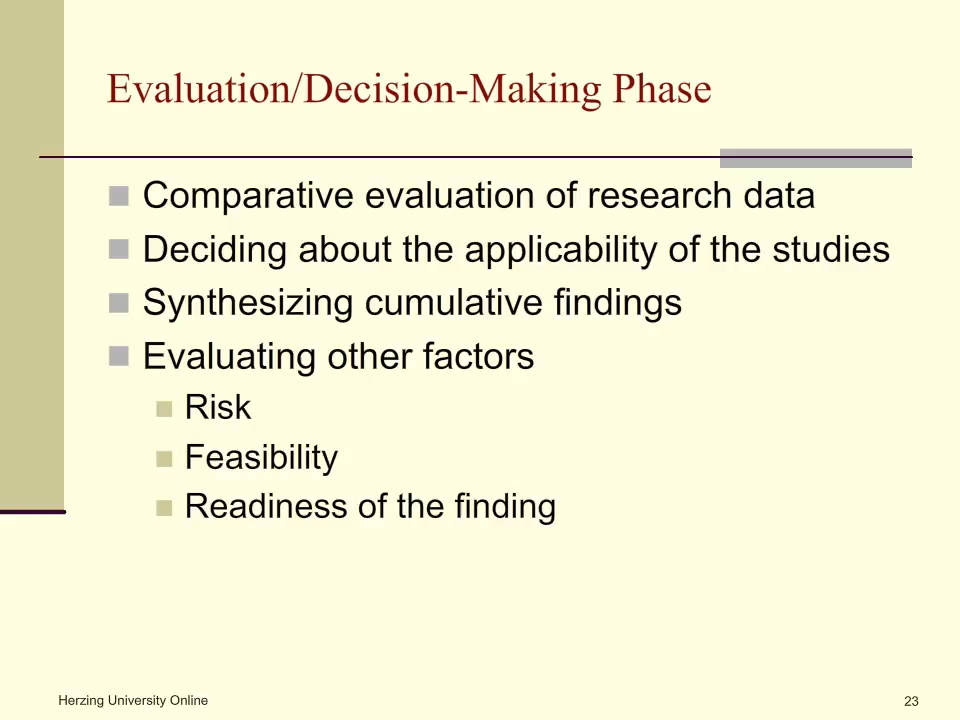 Evaluation/Decision-Making Phase
Comparative evaluation of research data
Deciding about the applicability of the studies
Synthesizing cumulative findings
Evaluating other factors
Risk
Feasibility
Readiness of the finding
Herzing University Online
23